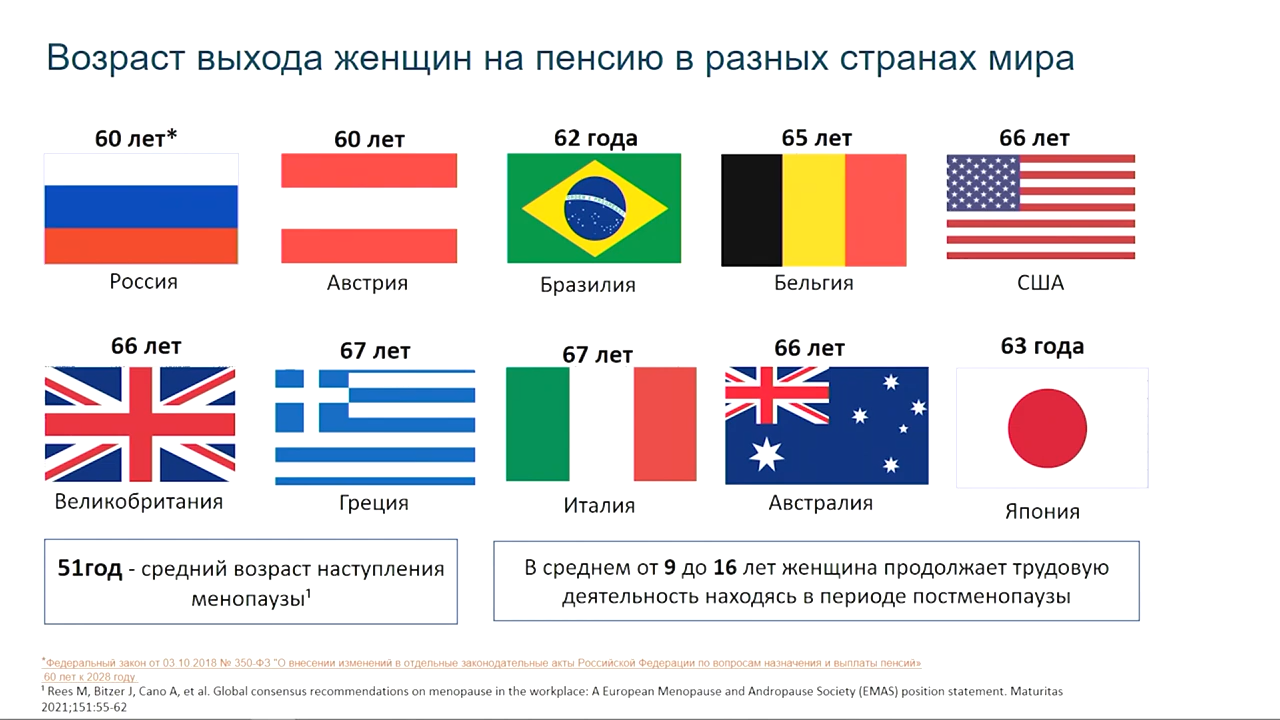 Возраст выхода женщин на пенсию в разных странах мира
60 лет*
60 лет
62 года
65 лет
66 лет
Россия
Австрия
Бразилия
Бельгия
США
66 лет
67 лет
67 лет
66 лет
63 года
Великобритания
Греция
Италия
Австралия
Япония
51год - средний возраст наступления
менопаузы¹
В среднем от 9 до 16 лет женщина продолжает трудовую
деятельность находясь в периоде постменопаузы
*Федеральный закон от 03.10.2018 № 350-ФЗ "О внесении изменений в отдельные законодательные акты Российской Федерации по вопросам назначения и выплаты пенсий»
60 лет к 2028 году
¹ Rees M, Bitzer J, Cano A, et al. Global consensus recommendations on menopause in the workplace: A European Menopause and Andropause Society (EMAS) position statement. Maturitas
2021;151:55-62